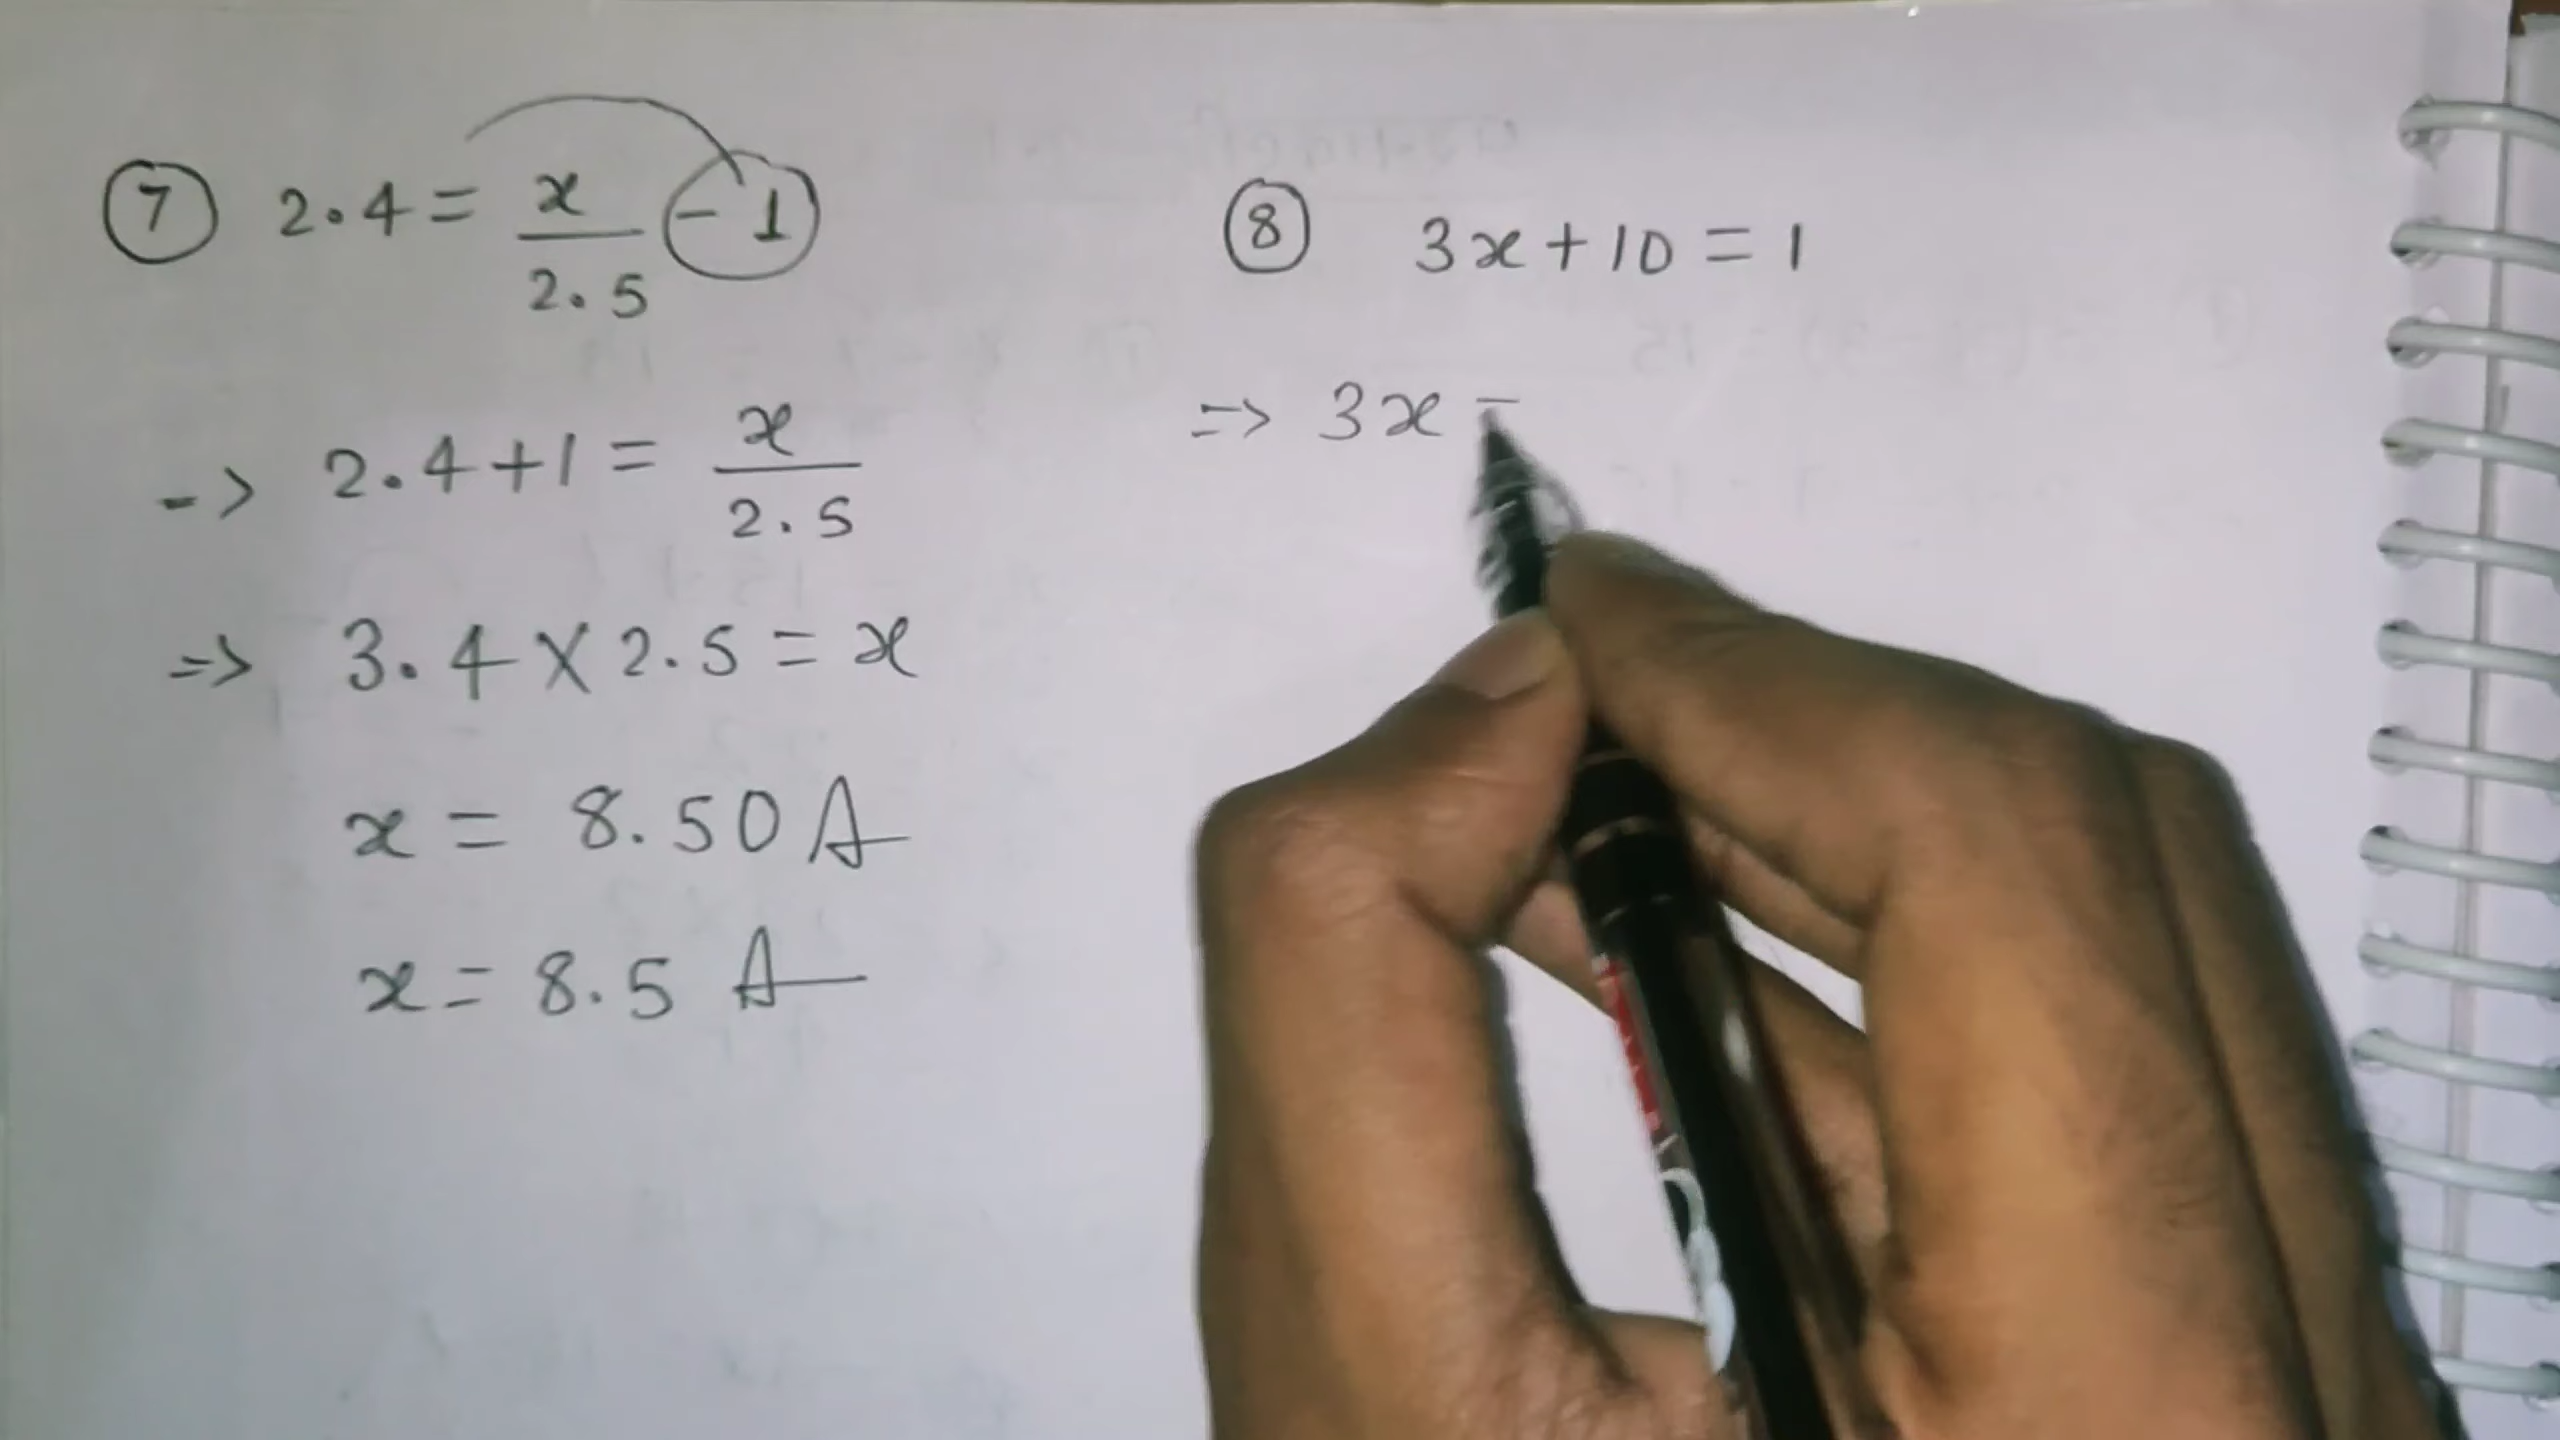 ⑦ 2.4 = x/2.5 - 1
-> 2.4+1 = x/2.5
=> 3.4 X 2.5 = x
x = 8.50 A
x = 8.5 A
⑧ 3x + 10 = 1
=> 3x =